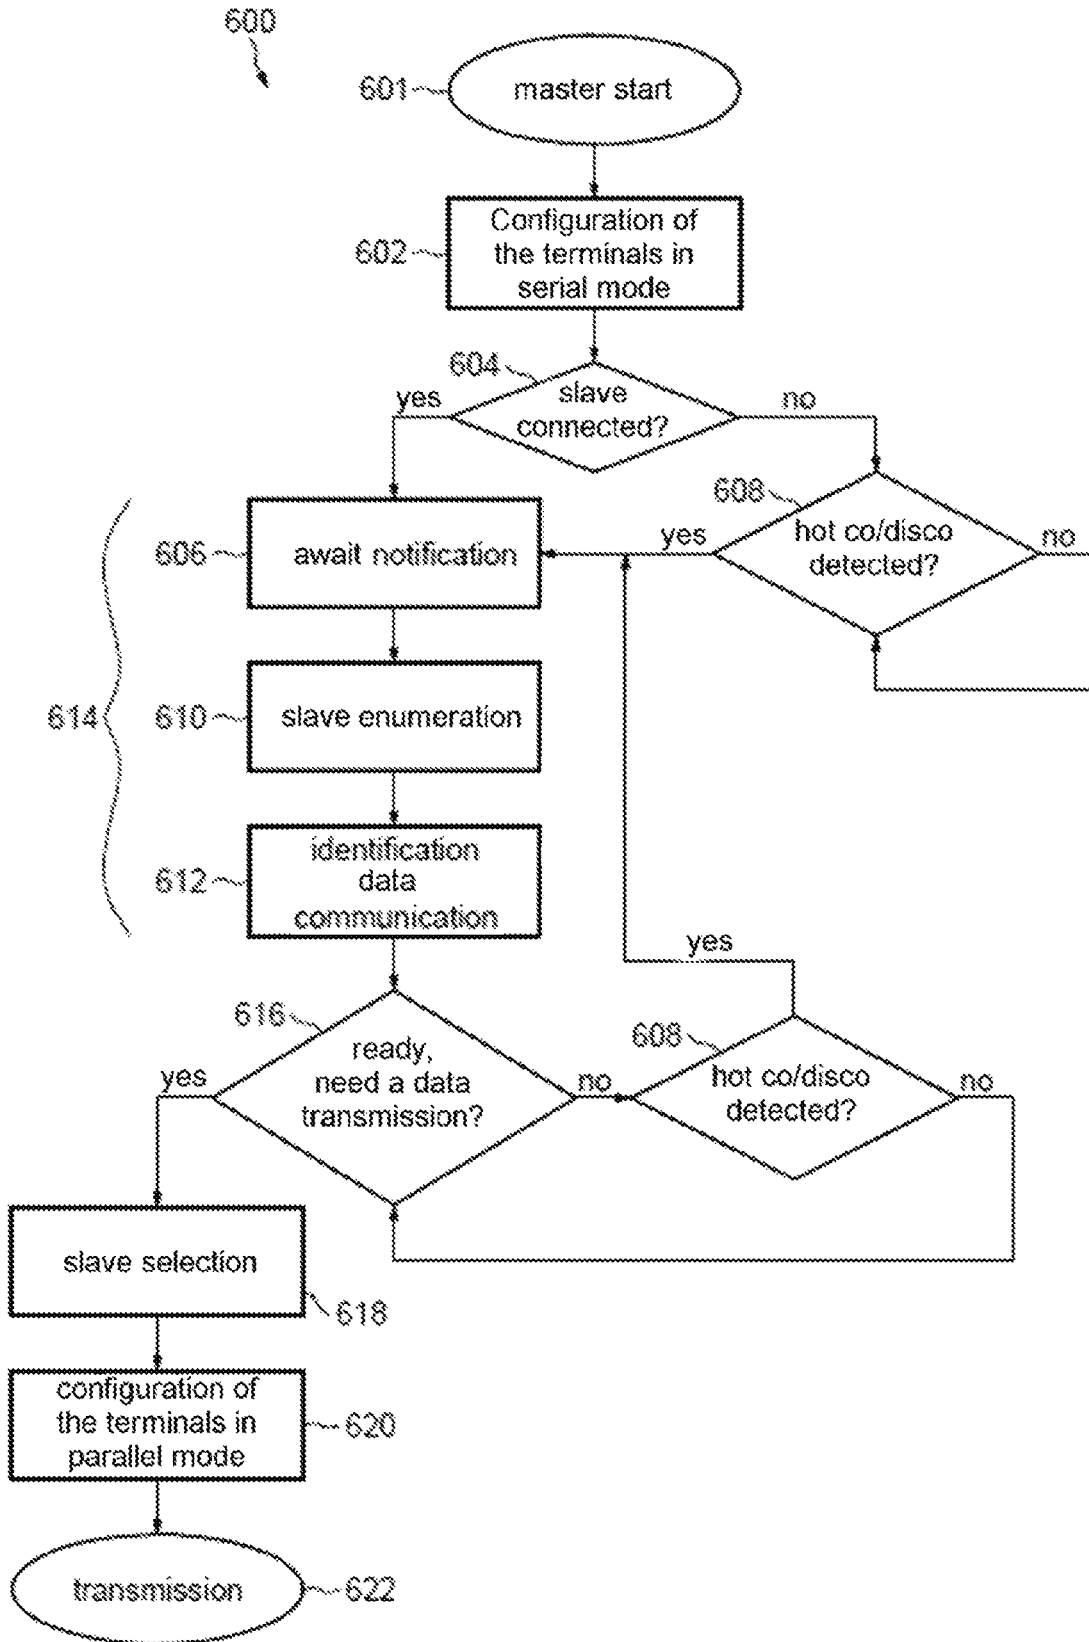 600
601
master start
602
Configuration of
the terminals in
serial mode
604
slave
connected?
yes
no
608
hot co/disco
detected?
yes
no
606
await notification
614
610
slave enumeration
612
identification
data
communication
616
ready,
need a data
transmission?
yes
no
608
hot co/disco
detected?
yes
no
slave selection
618
configuration of
the terminals in
parallel mode
620
transmission
622